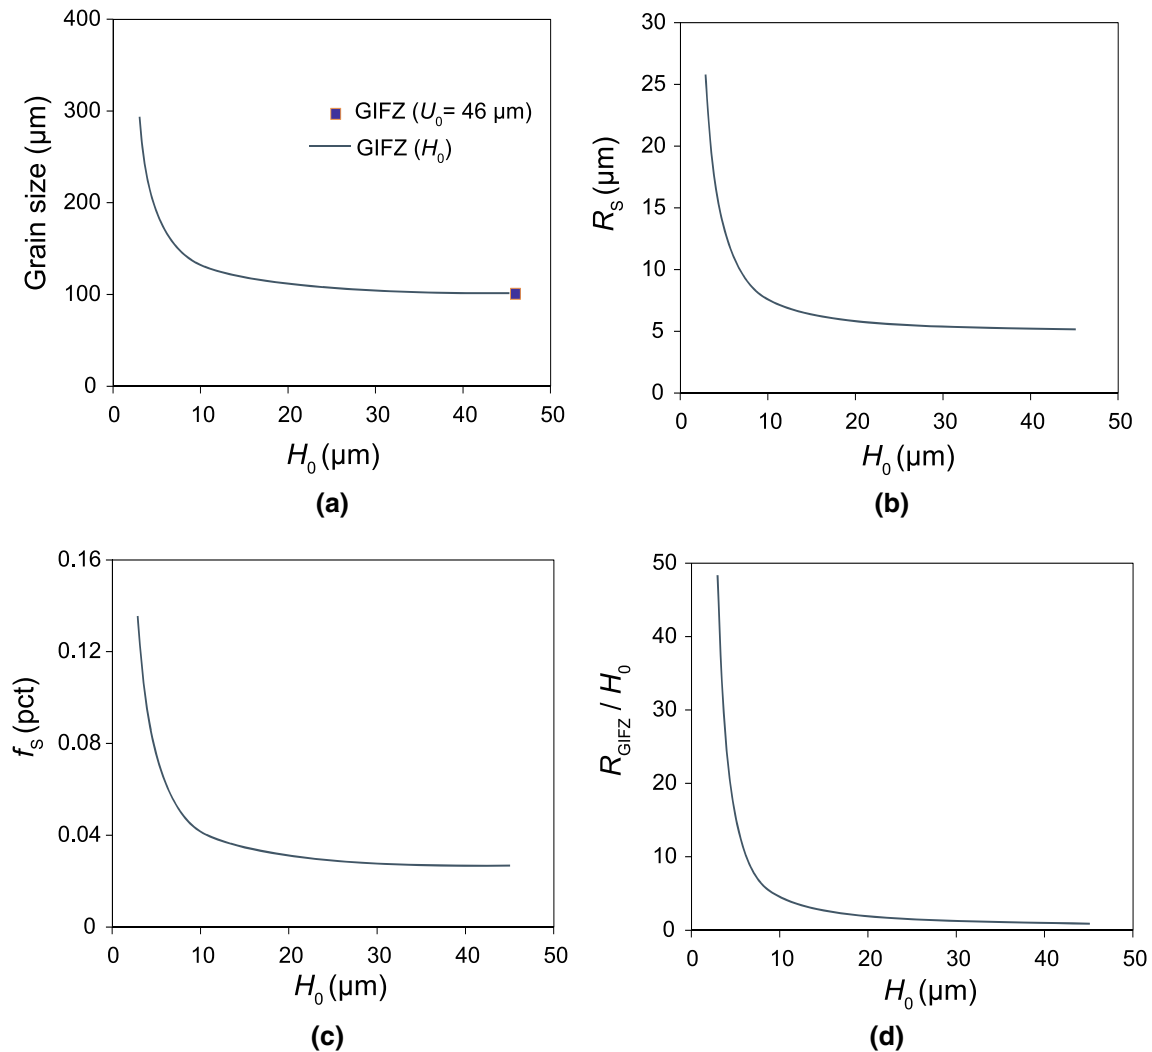 400
300
200
100
0
Grain size (µm)
GIFZ (U₀= 46 µm)
GIFZ (H₀)
0 10 20 30 40 50
H₀ (µm)
(a)
30
25
20
15
10
5
0
R_S (µm)
0 10 20 30 40 50
H₀ (µm)
(b)
0.16
0.12
0.08
0.04
0
f_S (pct)
0 10 20 30 40 50
H₀ (µm)
(c)
50
40
30
20
10
0
R_GIFZ / H₀
0 10 20 30 40 50
H₀ (µm)
(d)